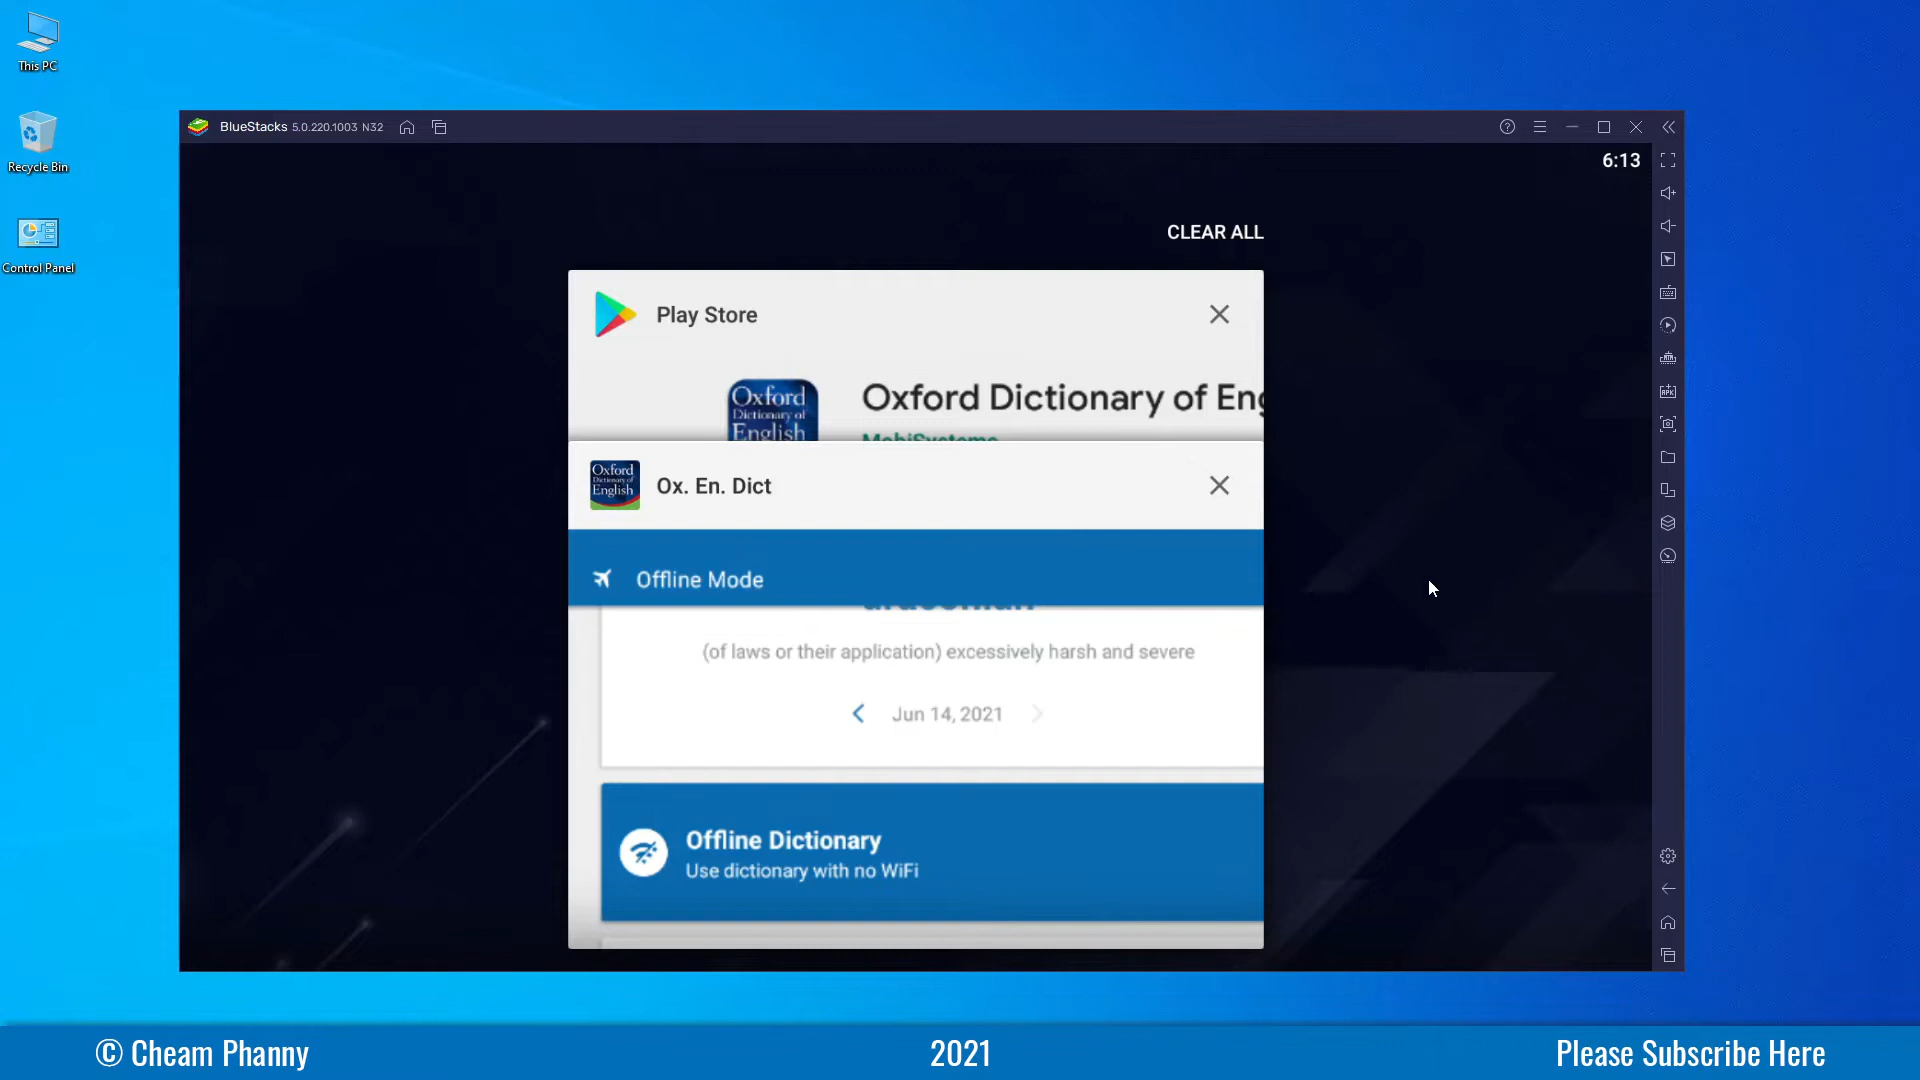 This PC
Recycle Bin
Control Panel
BlueStacks 5.0.220.1003 N32
6:13
CLEAR ALL
Play Store
Oxford Dictionary of English
Oxford Dictionary of Eng
MobiSystems
Oxford Dictionary of English
Ox. En. Dict
Offline Mode
draconian
(of laws or their application) excessively harsh and severe
Jun 14, 2021
Offline Dictionary
Use dictionary with no WiFi
© Cheam Phanny
2021
Please Subscribe Here